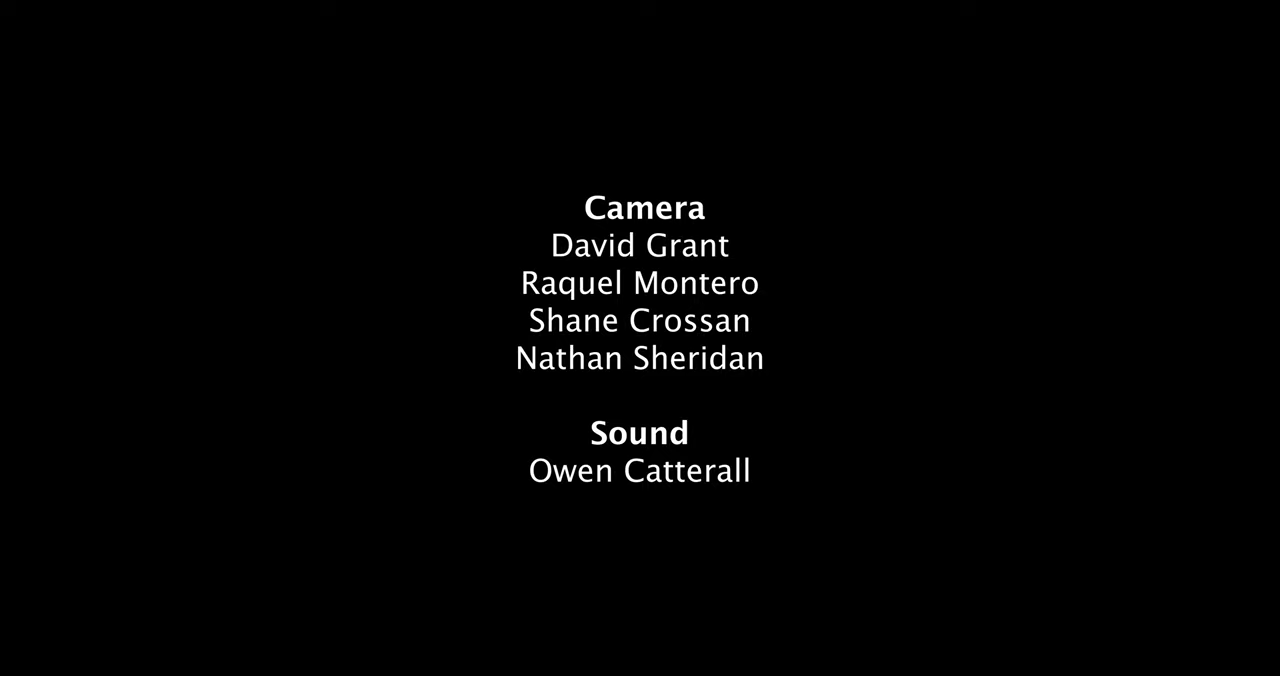 Camera
David Grant
Raquel Montero
Shane Crossan
Nathan Sheridan
Sound
Owen Catterall